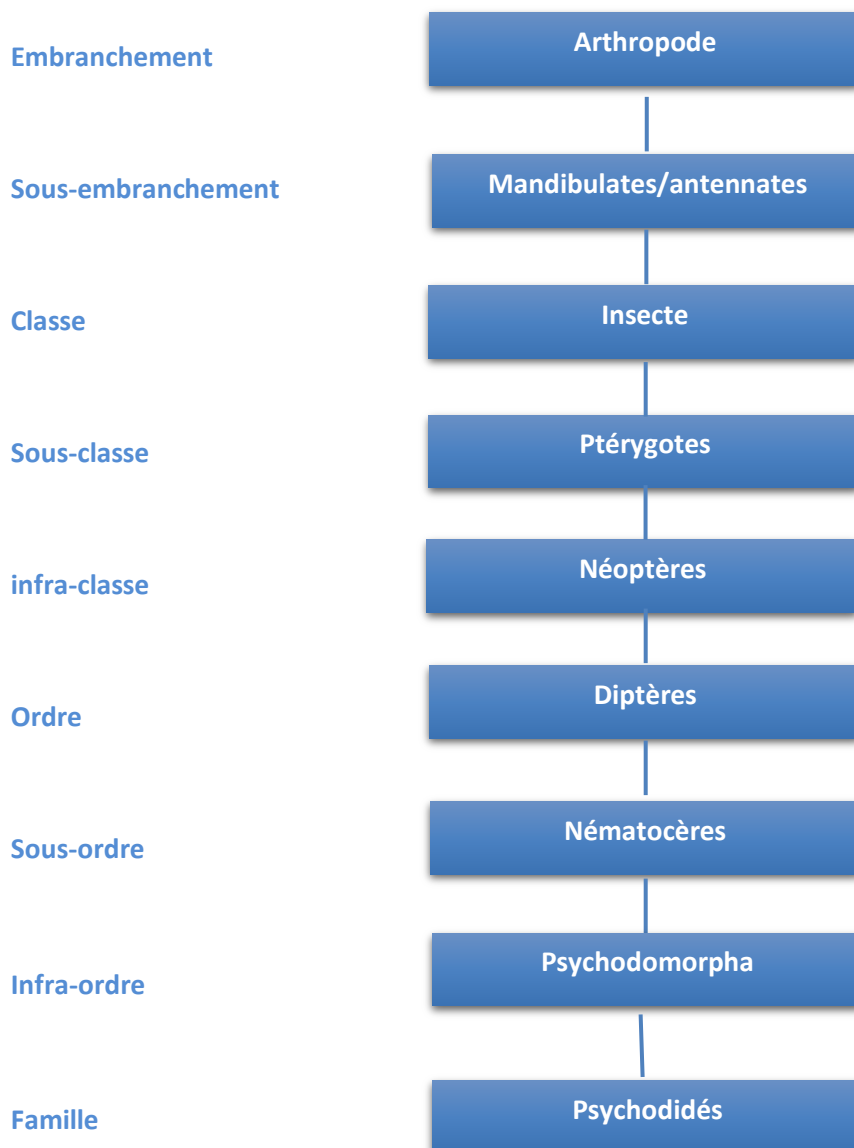 Embranchement Arthropode
Sous-embranchement Mandibulates/antennates
Classe Insecte
Sous-classe Ptérygotes
infra-classe Néoptères
Ordre Diptères
Sous-ordre Nématocères
Infra-ordre Psychodomorpha
Famille Psychodidés